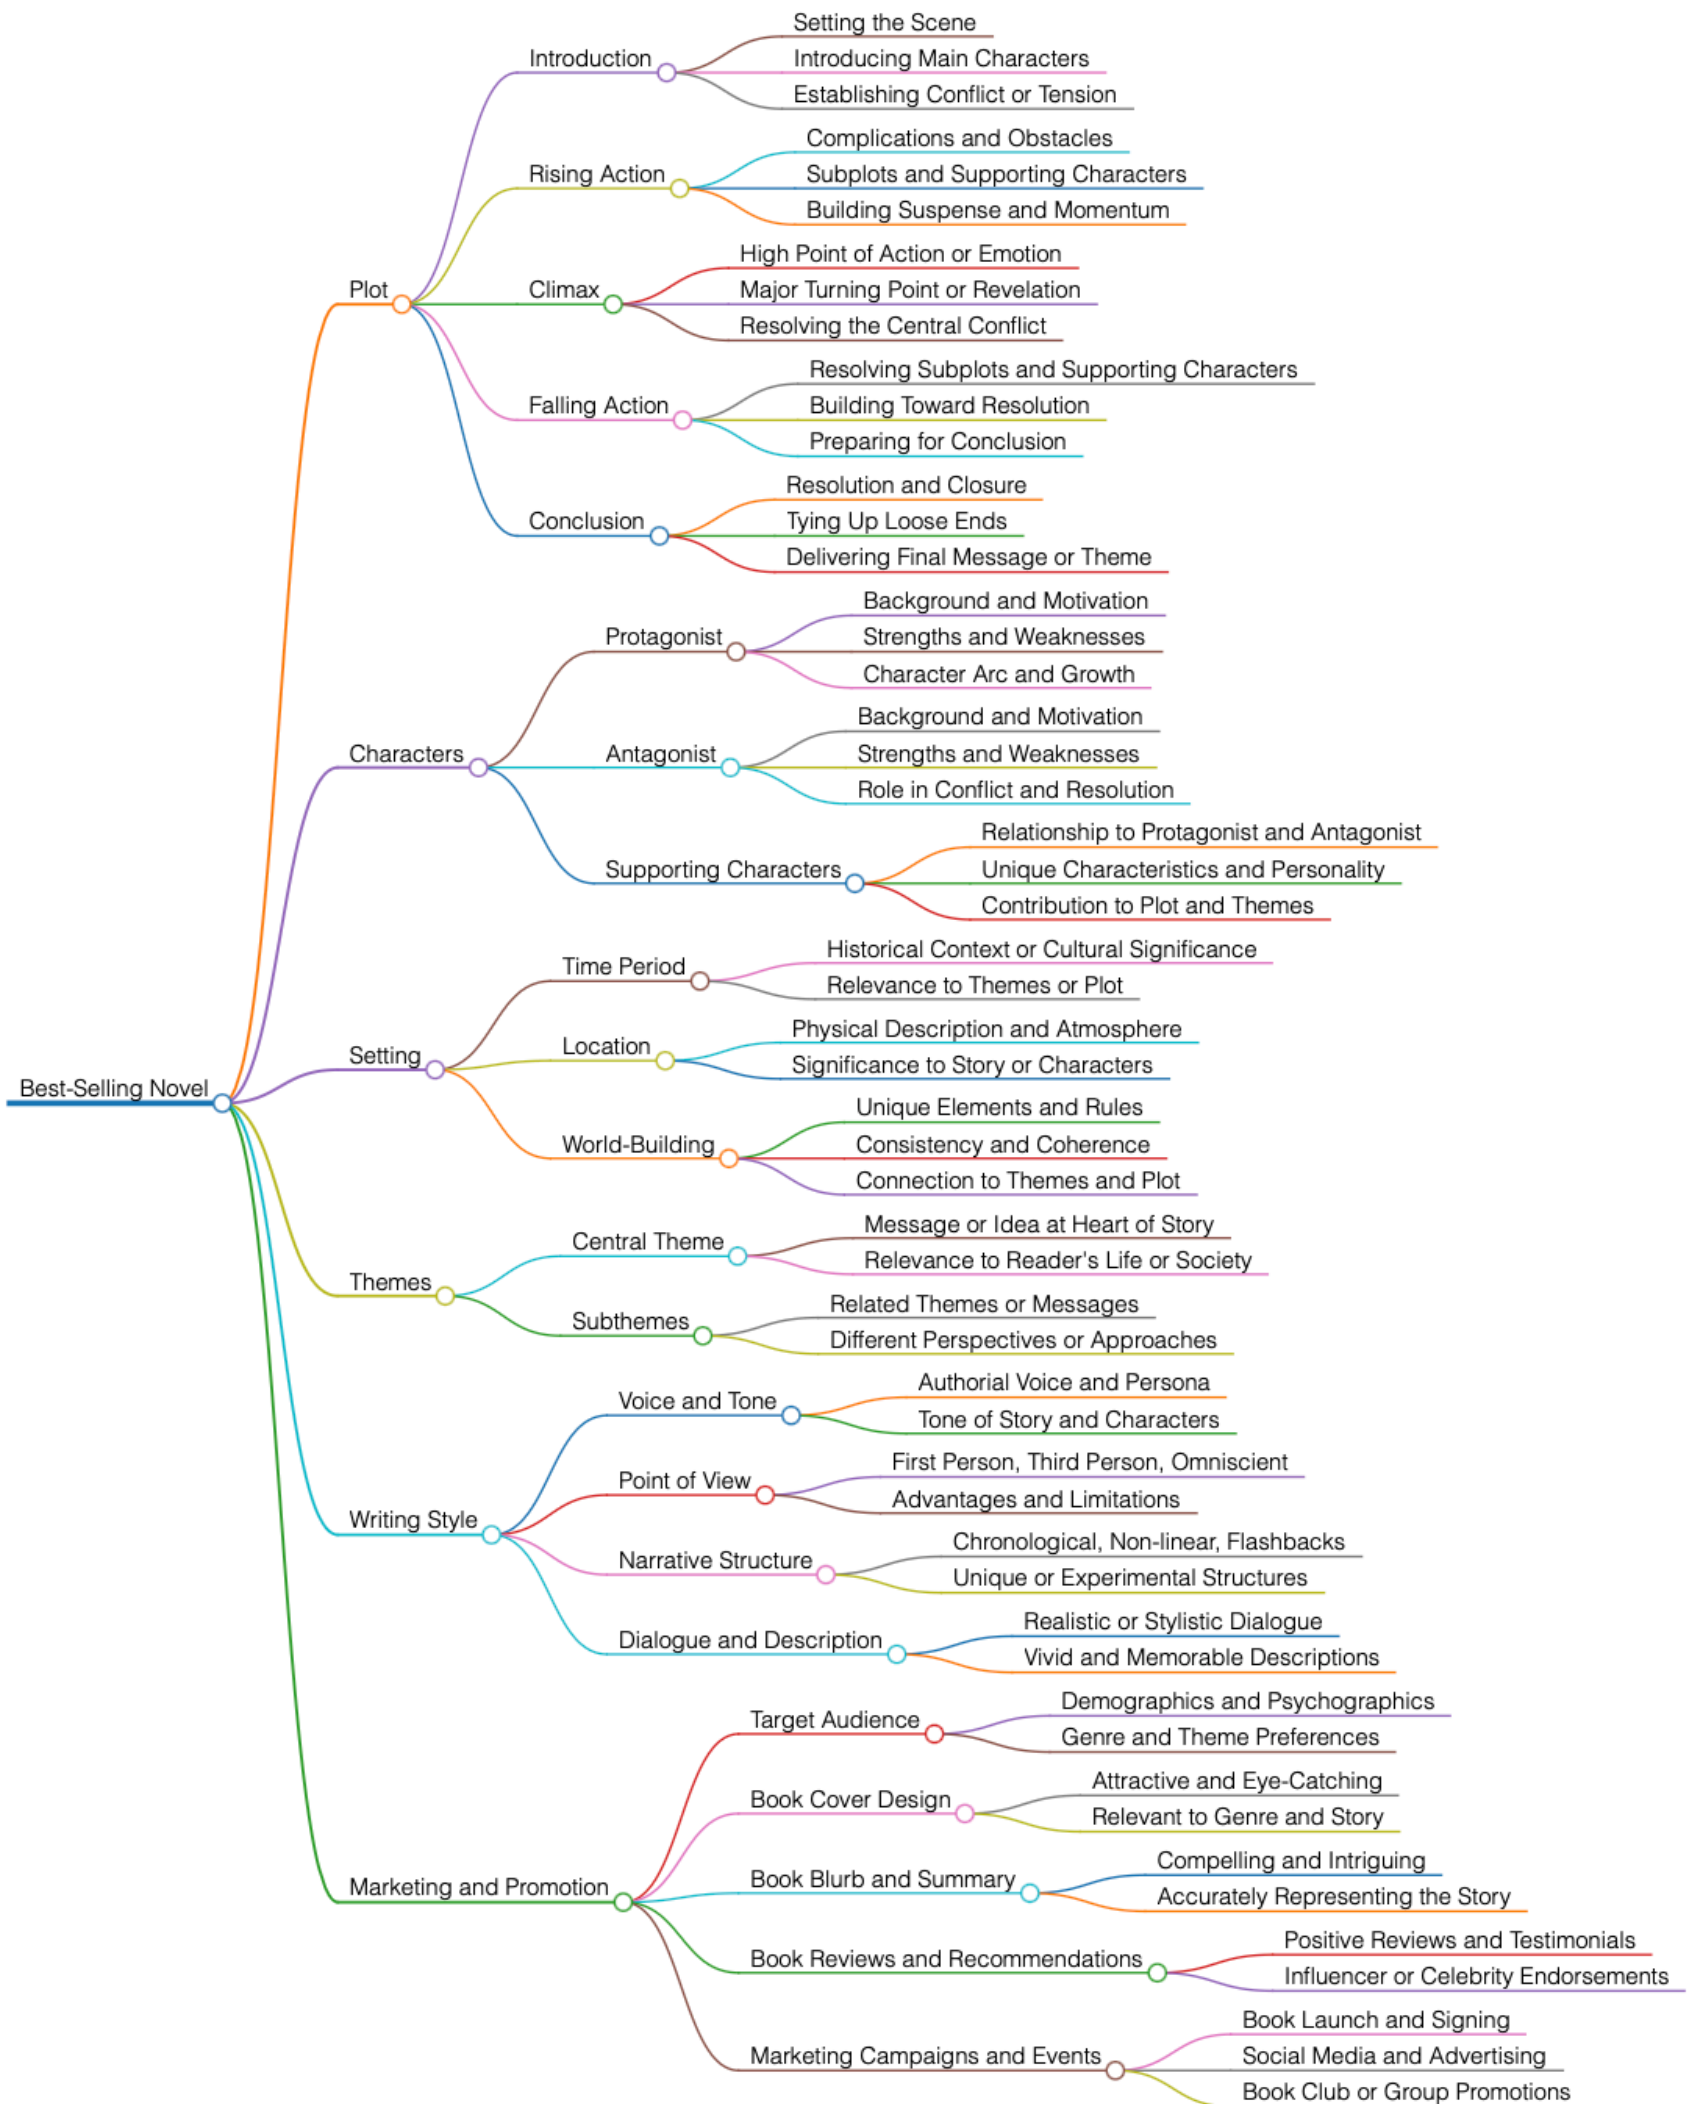 Best-Selling Novel
Plot
Introduction
Setting the Scene
Introducing Main Characters
Establishing Conflict or Tension
Rising Action
Complications and Obstacles
Subplots and Supporting Characters
Building Suspense and Momentum
Climax
High Point of Action or Emotion
Major Turning Point or Revelation
Resolving the Central Conflict
Falling Action
Resolving Subplots and Supporting Characters
Building Toward Resolution
Preparing for Conclusion
Conclusion
Resolution and Closure
Tying Up Loose Ends
Delivering Final Message or Theme
Characters
Protagonist
Background and Motivation
Strengths and Weaknesses
Character Arc and Growth
Antagonist
Background and Motivation
Strengths and Weaknesses
Role in Conflict and Resolution
Supporting Characters
Relationship to Protagonist and Antagonist
Unique Characteristics and Personality
Contribution to Plot and Themes
Setting
Time Period
Historical Context or Cultural Significance
Relevance to Themes or Plot
Location
Physical Description and Atmosphere
Significance to Story or Characters
World-Building
Unique Elements and Rules
Consistency and Coherence
Connection to Themes and Plot
Themes
Central Theme
Message or Idea at Heart of Story
Relevance to Reader's Life or Society
Subthemes
Related Themes or Messages
Different Perspectives or Approaches
Writing Style
Voice and Tone
Authorial Voice and Persona
Tone of Story and Characters
Point of View
First Person, Third Person, Omniscient
Advantages and Limitations
Narrative Structure
Chronological, Non-linear, Flashbacks
Unique or Experimental Structures
Dialogue and Description
Realistic or Stylistic Dialogue
Vivid and Memorable Descriptions
Marketing and Promotion
Target Audience
Demographics and Psychographics
Genre and Theme Preferences
Book Cover Design
Attractive and Eye-Catching
Relevant to Genre and Story
Book Blurb and Summary
Compelling and Intriguing
Accurately Representing the Story
Book Reviews and Recommendations
Positive Reviews and Testimonials
Influencer or Celebrity Endorsements
Marketing Campaigns and Events
Book Launch and Signing
Social Media and Advertising
Book Club or Group Promotions